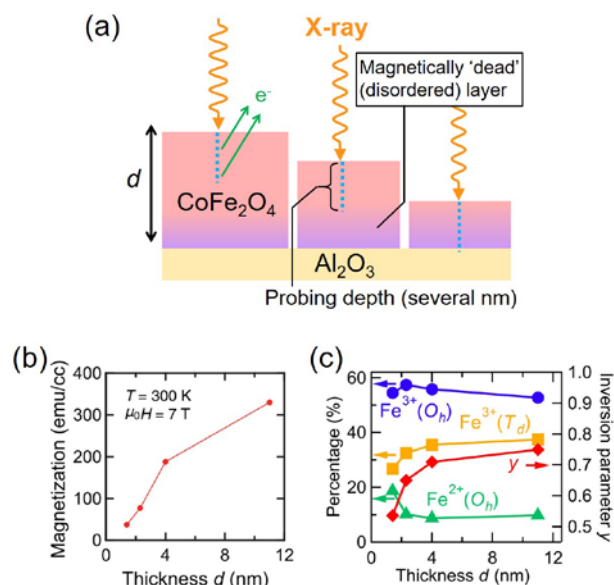 (a)
X-ray
Magnetically 'dead'
(disordered) layer
e-
d
CoFe2O4
Al2O3
Probing depth (several nm)
(b)
Magnetization (emu/cc)
400
300
200
100
0
T = 300 K
μ0H = 7 T
0
4
8
12
Thickness d (nm)
(c)
Percentage (%)
60
40
20
0
Fe3+(Oh)
Fe3+(Td)
y
Fe2+(Oh)
1.0
0.9
0.8
0.7
0.6
0.5
Inversion parameter y
0
4
8
12
Thickness d (nm)